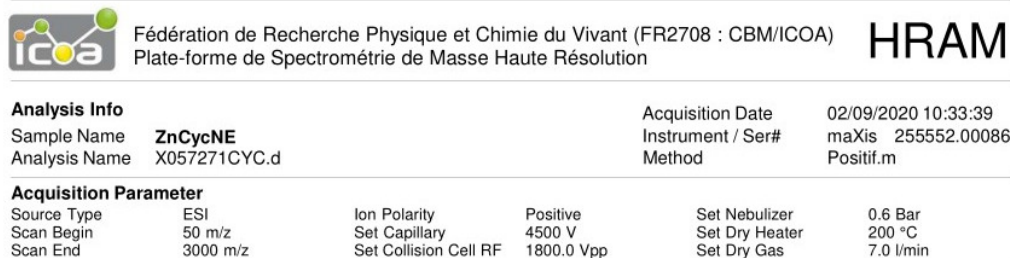 icoa
Fédération de Recherche Physique et Chimie du Vivant (FR2708 : CBM/ICOA)
Plate-forme de Spectrométrie de Masse Haute Résolution
HRAM
Analysis Info
Acquisition Date 02/09/2020 10:33:39
Sample Name ZnCycNE
Instrument / Ser# maXis 255552.00086
Analysis Name X057271CYC.d
Method Positif.m
Acquisition Parameter
Source Type ESI Ion Polarity Positive Set Nebulizer 0.6 Bar
Scan Begin 50 m/z Set Capillary 4500 V Set Dry Heater 200 °C
Scan End 3000 m/z Set Collision Cell RF 1800.0 Vpp Set Dry Gas 7.0 l/min